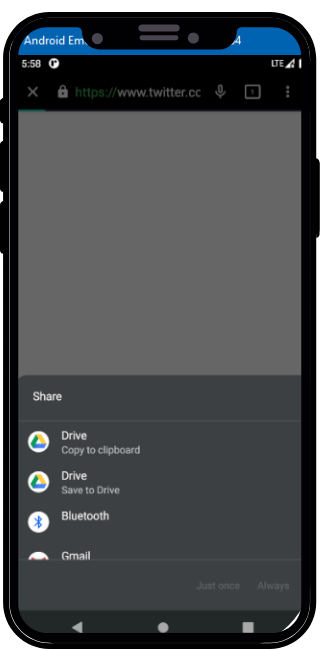 Android Em
4
5:58
LTE
https://www.twitter.cc
1
Share
Drive
Copy to clipboard
Drive
Save to Drive
Bluetooth
Gmail
Just once Always